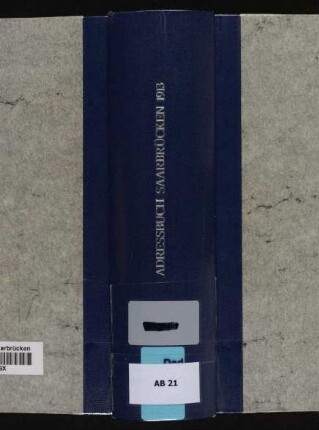 ADRESSBUCH SAARBRÜCKEN 1913
AB 21
arbrücken